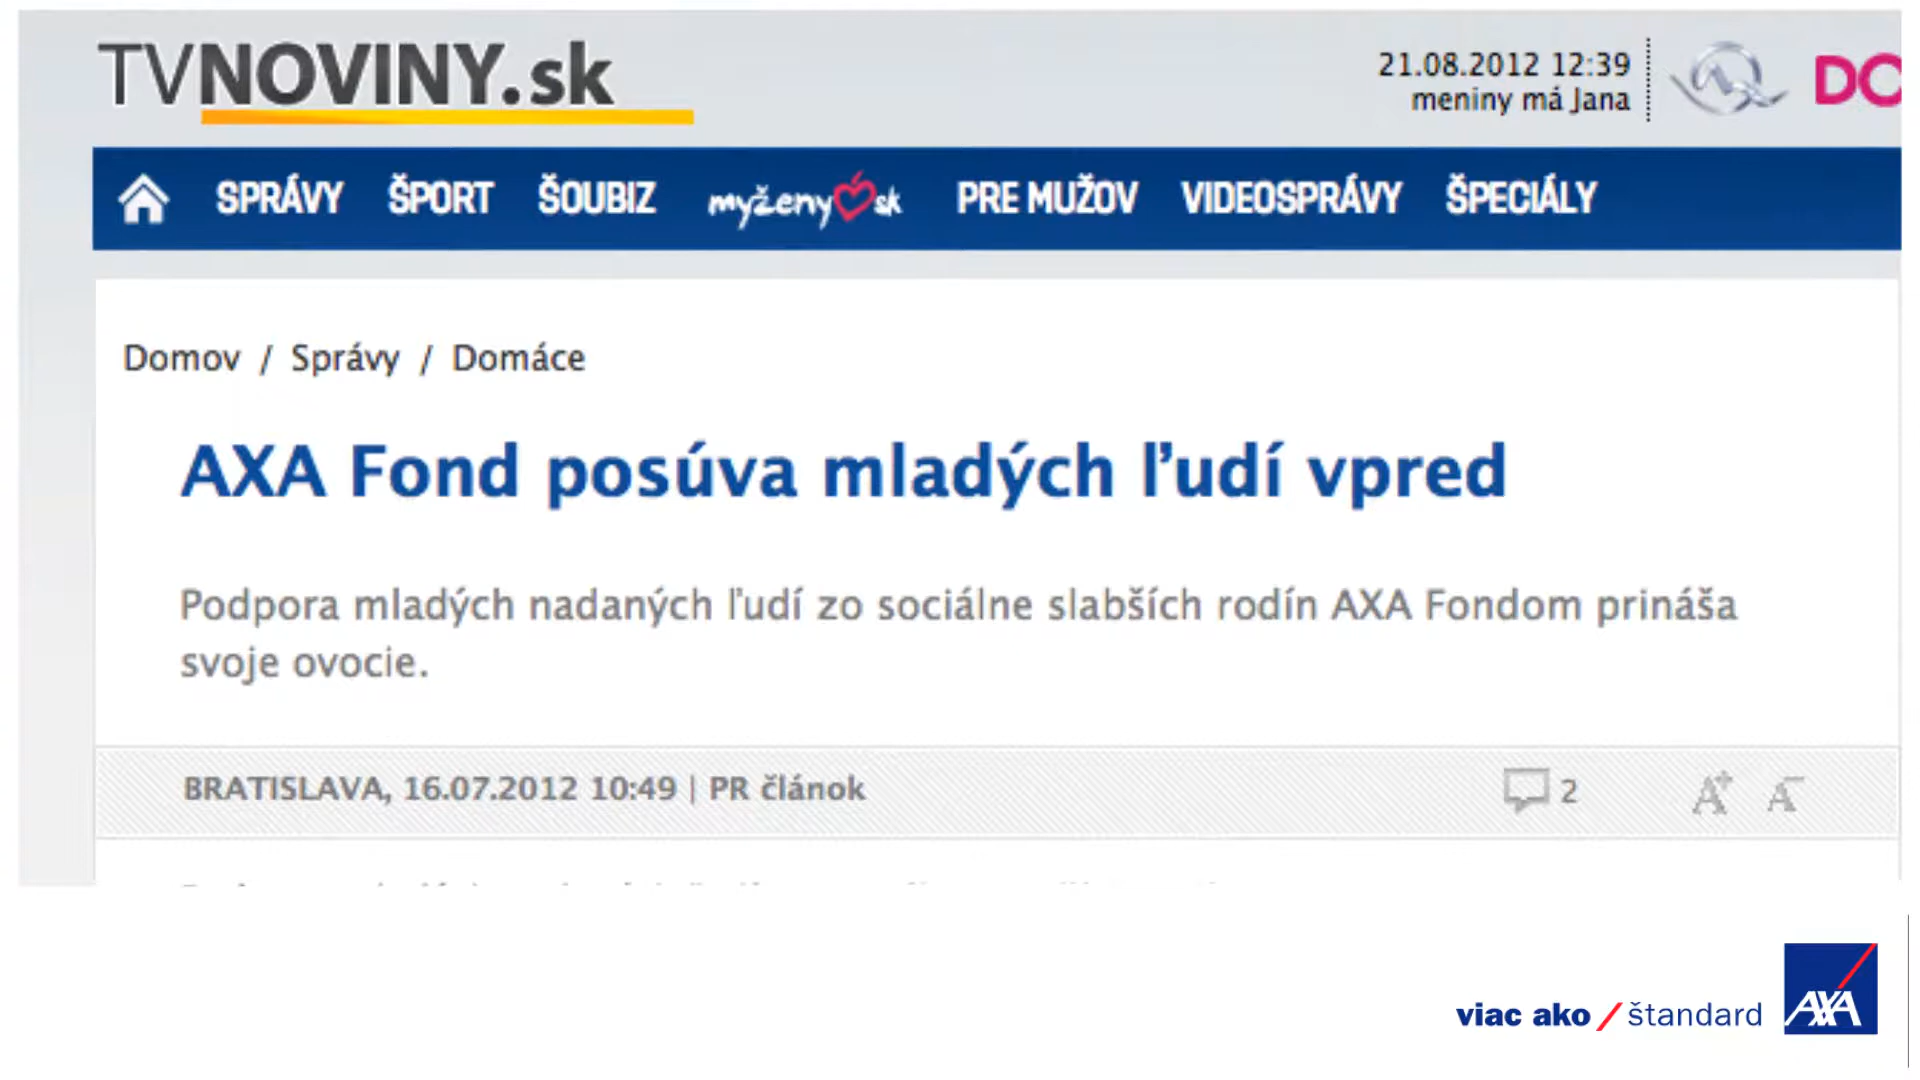 TVNOVINY.sk
21.08.2012 12:39
meniny má Jana
SPRÁVY ŠPORT ŠOUBIZ myženy sk PRE MUŽOV VIDEOSPRÁVY ŠPECIÁLY
Domov / Správy / Domáce
AXA Fond posúva mladých ľudí vpred
Podpora mladých nadaných ľudí zo sociálne slabších rodín AXA Fondom prináša
svoje ovocie.
BRATISLAVA, 16.07.2012 10:49 | PR článok
2
A+ A-
viac ako / štandard
AXA